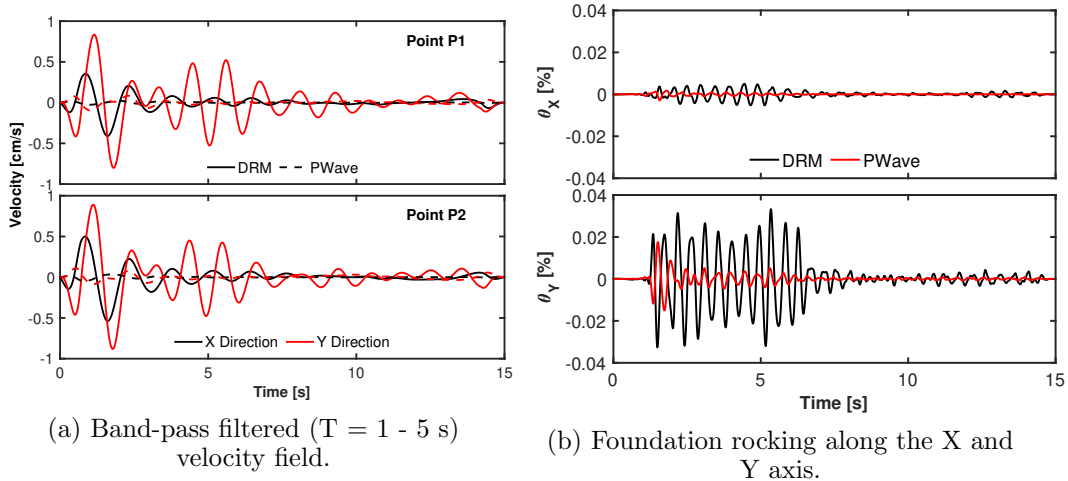 1
0.5
0
-0.5
-1
Point P1
DRM
PWave
Velocity [cm/s]
1
0.5
0
-0.5
-1
Point P2
X Direction
Y Direction
0
5
10
15
Time [s]
(a) Band-pass filtered (T = 1 - 5 s)
velocity field.
0.04
0.02
0
-0.02
-0.04
θX [%]
DRM
PWave
0.04
0.02
0
-0.02
-0.04
θY [%]
0
5
10
15
Time [s]
(b) Foundation rocking along the X and
Y axis.